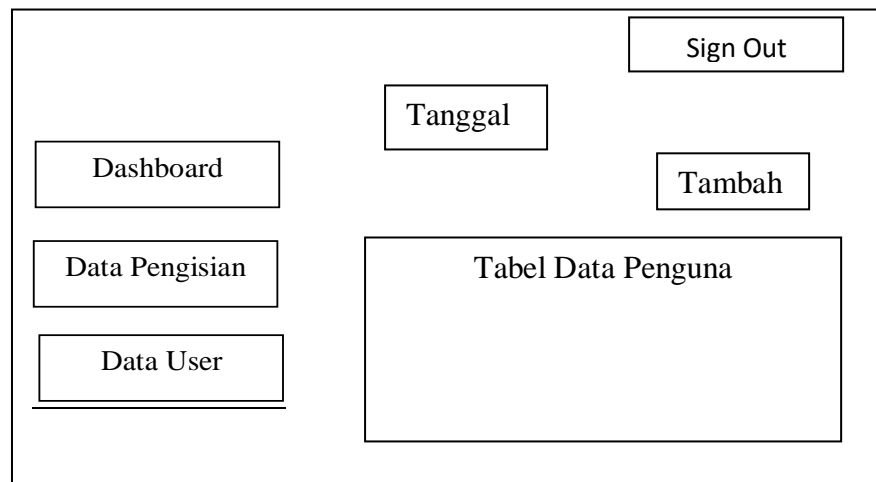 Sign Out
Tanggal
Dashboard
Tambah
Data Pengisian
Tabel Data Penguna
Data User